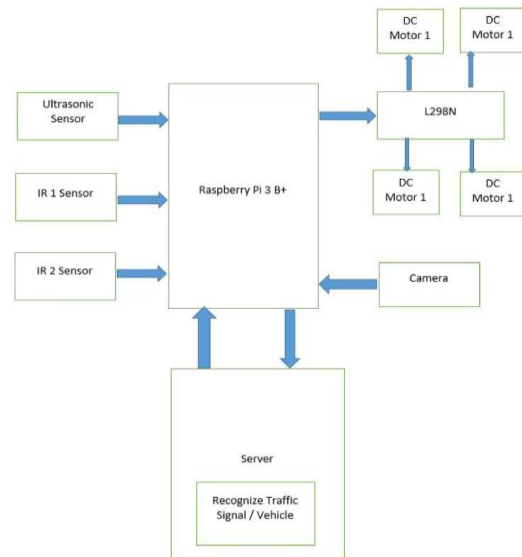 DC
Motor 1
DC
Motor 1
Ultrasonic
Sensor
L298N
IR 1 Sensor
Raspberry Pi 3 B+
DC
Motor 1
DC
Motor 1
IR 2 Sensor
Camera
Server
Recognize Traffic
Signal / Vehicle